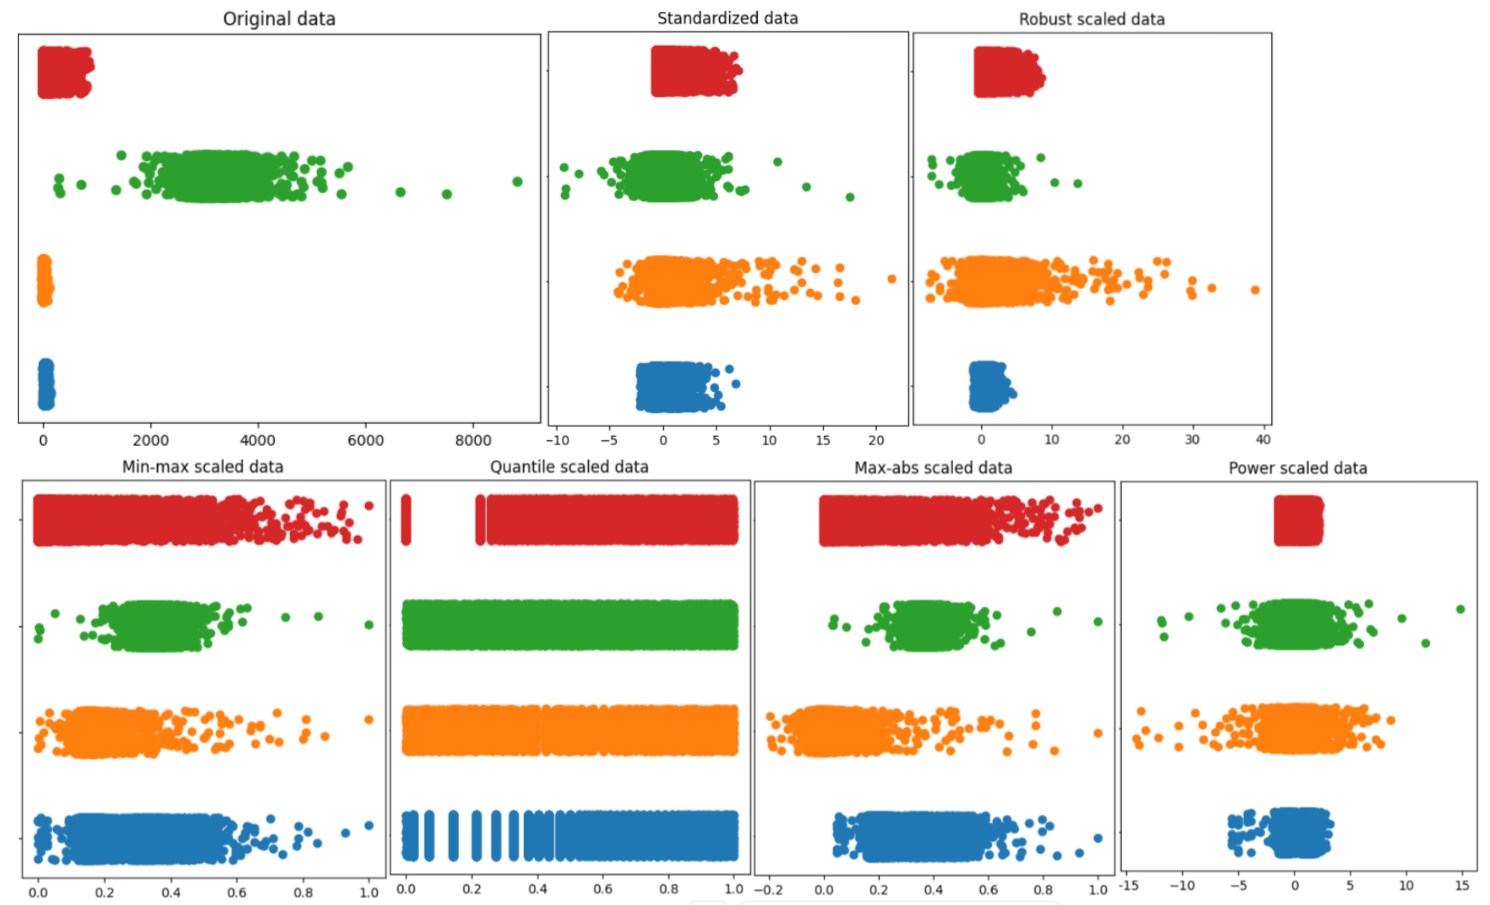 Original data
Standardized data
Robust scaled data
0 2000 4000 6000 8000
−10 −5 0 5 10 15 20
0 10 20 30 40
Min-max scaled data
Quantile scaled data
Max-abs scaled data
Power scaled data
0.0 0.2 0.4 0.6 0.8 1.0
0.0 0.2 0.4 0.6 0.8 1.0
−0.2 0.0 0.2 0.4 0.6 0.8 1.0
−15 −10 −5 0 5 10 15